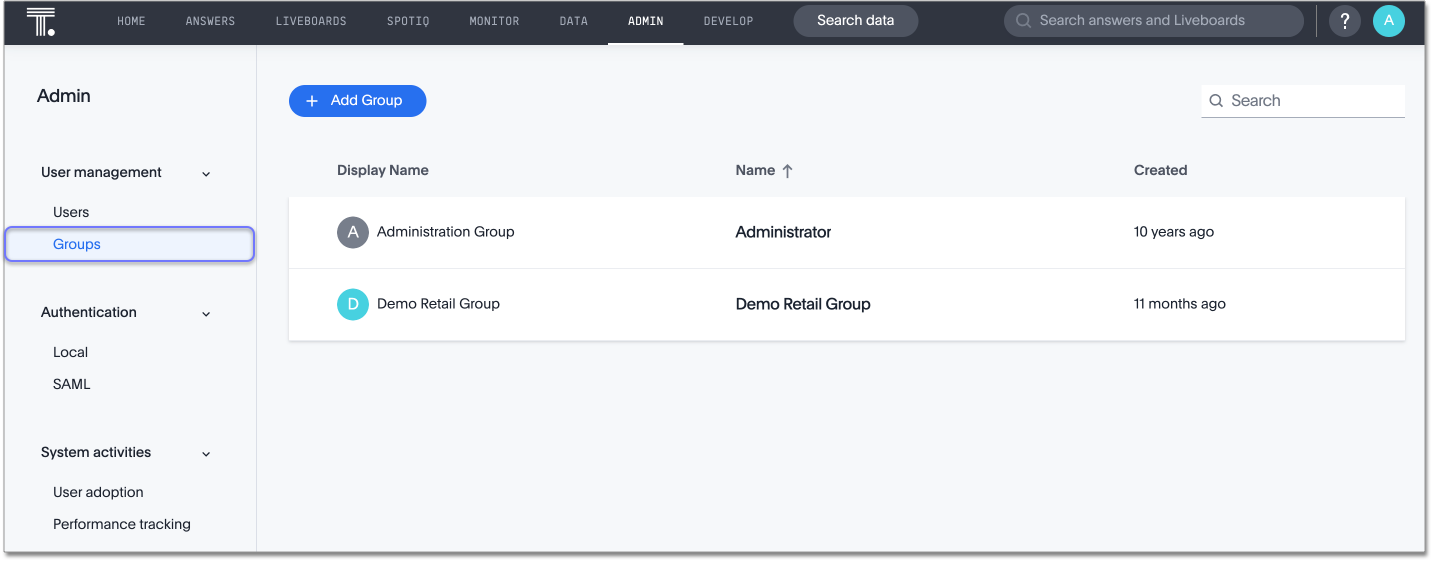 T. HOME ANSWERS LIVEBOARDS SPOTIQ MONITOR DATA ADMIN DEVELOP Search data Search answers and Liveboards ? A
Admin
+ Add Group
Search
User management
Users
Groups
Authentication
Local
SAML
System activities
User adoption
Performance tracking
Display Name Name ↑ Created
A Administration Group Administrator 10 years ago
D Demo Retail Group Demo Retail Group 11 months ago